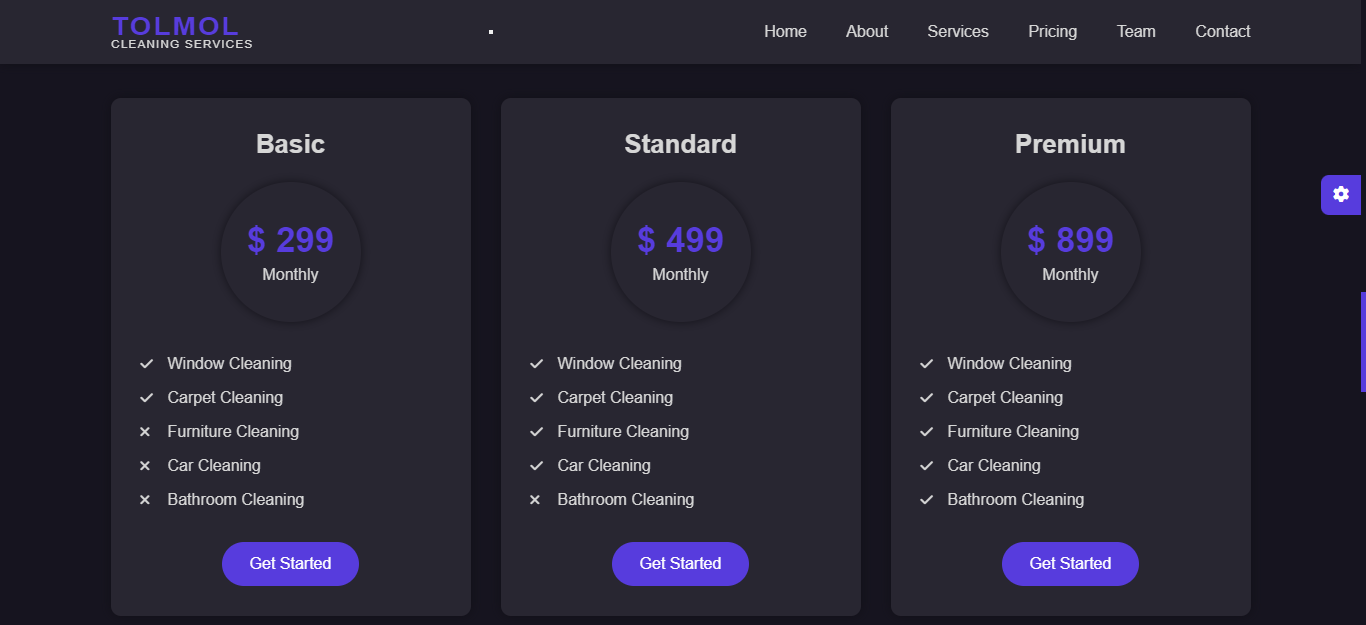 TOLMOL
CLEANING SERVICES
Home About Services Pricing Team Contact
Basic
$ 299
Monthly
Window Cleaning
Carpet Cleaning
Furniture Cleaning
Car Cleaning
Bathroom Cleaning
Get Started
Standard
$ 499
Monthly
Window Cleaning
Carpet Cleaning
Furniture Cleaning
Car Cleaning
Bathroom Cleaning
Get Started
Premium
$ 899
Monthly
Window Cleaning
Carpet Cleaning
Furniture Cleaning
Car Cleaning
Bathroom Cleaning
Get Started